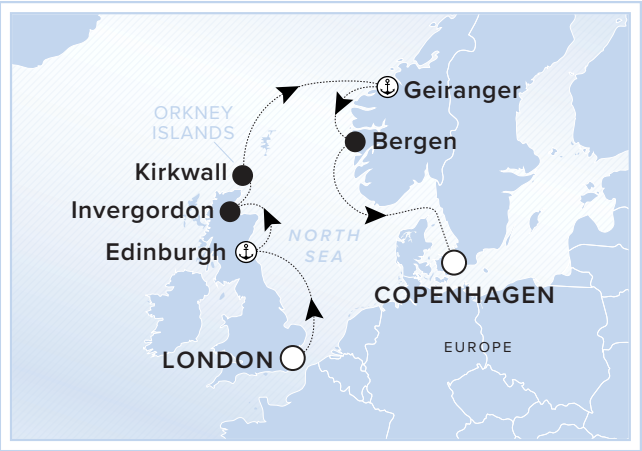 Geiranger
ORKNEY
ISLANDS
Bergen
Kirkwall
Invergordon
Edinburgh
NORTH
SEA
COPENHAGEN
LONDON
EUROPE